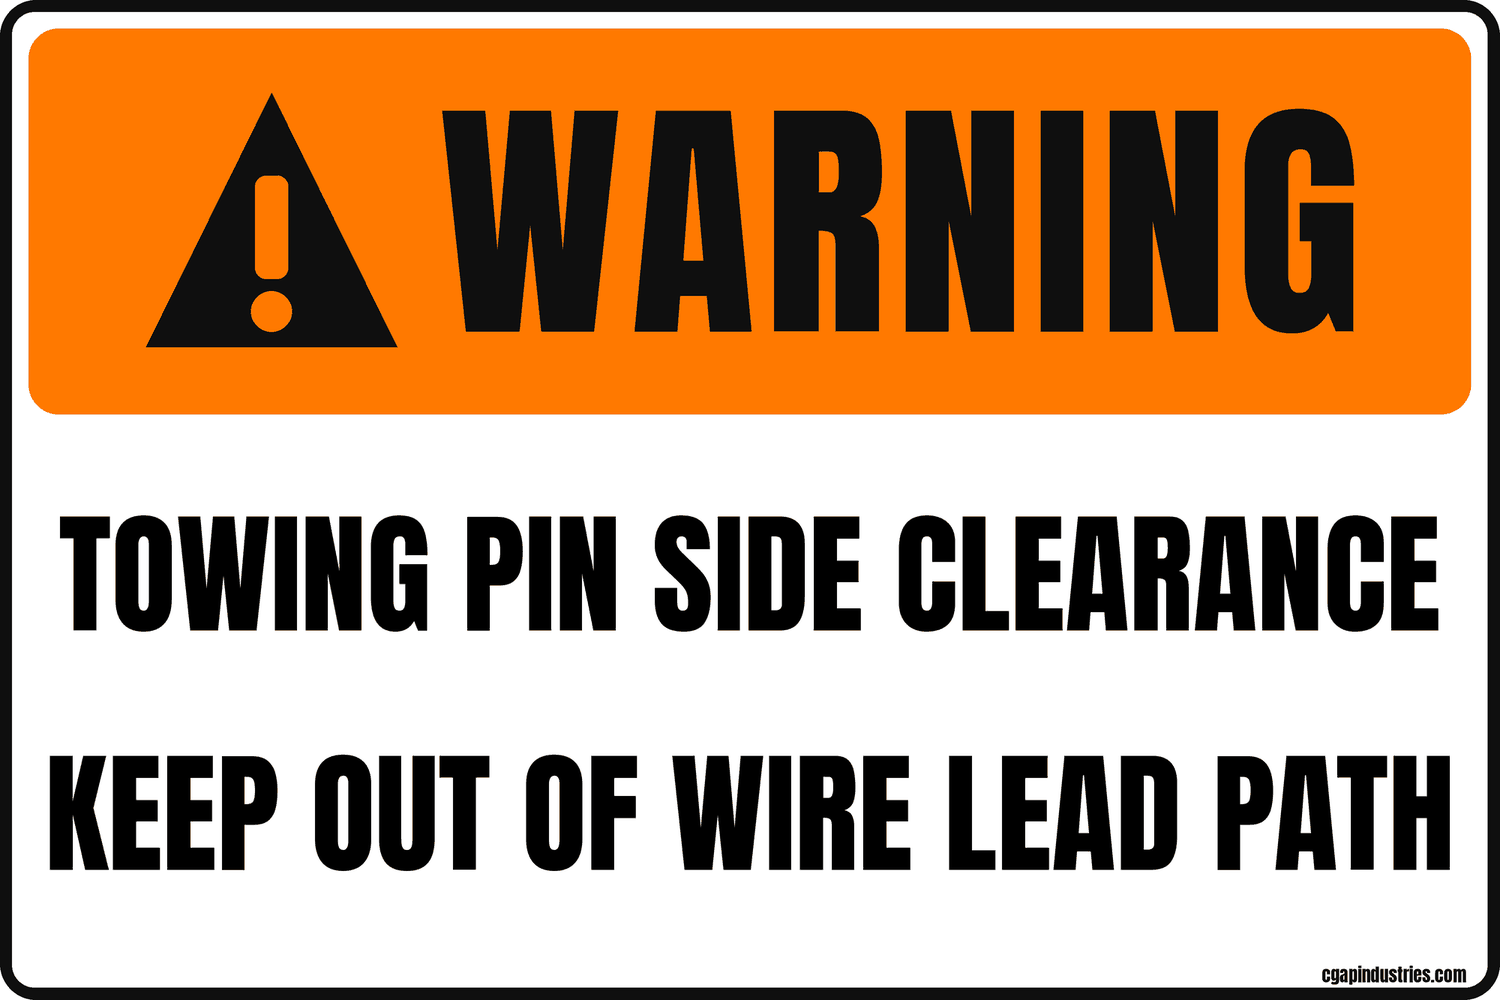 WARNING
TOWING PIN SIDE CLEARANCE
KEEP OUT OF WIRE LEAD PATH
cgapindustries.com